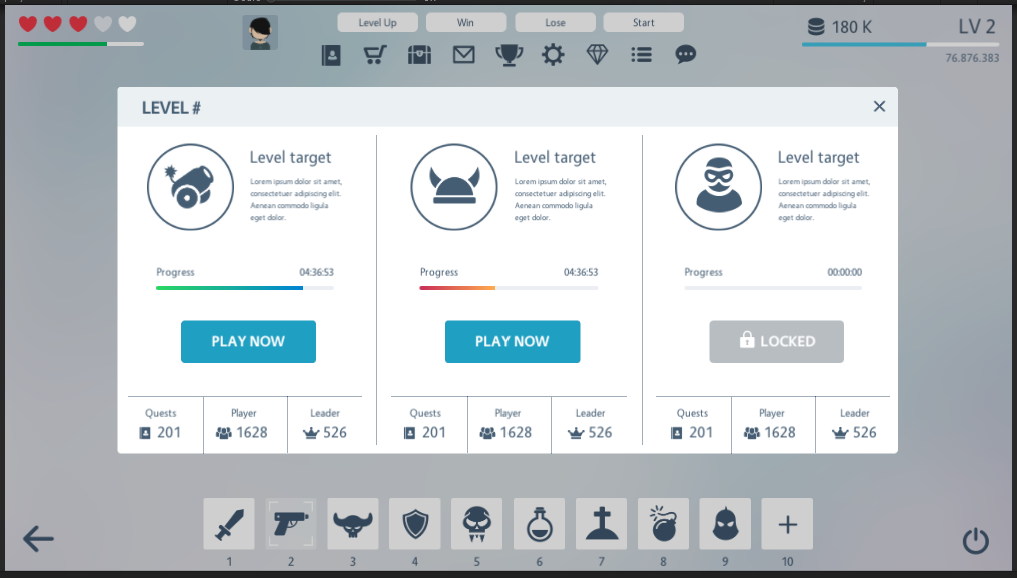 Level Up
Win
Lose
Start
180 K
LV 2
76.876.383
LEVEL #
Level target
Lorem ipsum dolor sit amet,
consectetuer adipiscing elit.
Aenean commodo ligula
eget dolor.
Progress
04:36:53
PLAY NOW
Quests
201
Player
1628
Leader
526
Level target
Lorem ipsum dolor sit amet,
consectetuer adipiscing elit.
Aenean commodo ligula
eget dolor.
Progress
04:36:53
PLAY NOW
Quests
201
Player
1628
Leader
526
Level target
Lorem ipsum dolor sit amet,
consectetuer adipiscing elit.
Aenean commodo ligula
eget dolor.
Progress
00:00:00
LOCKED
Quests
201
Player
1628
Leader
526
1
2
3
4
5
6
7
8
9
10